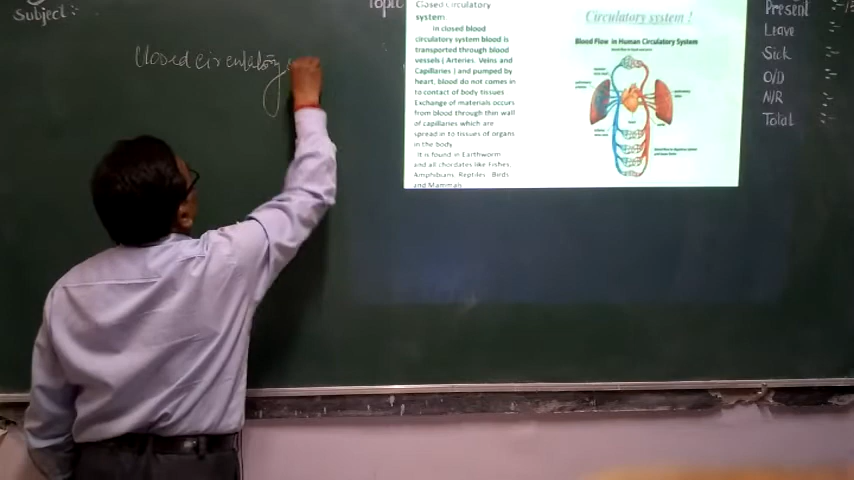 Subject:-
Topic
Closed circulatory
Closed Circulatory
system
In closed blood
circulatory system blood is
transported through blood
vessels ( Arteries. Veins and
Capillaries ) and pumped by
heart, blood do not comes in
to contact of body tissues
Exchange of materials occurs
from blood through thin wall
of capillaries which are
spread in to tissues of organs
in the body
It is found in Earthworm
and all chordates like Fishes,
Amphibians Reptiles Birds
and Mammals
Circulatory system !
Blood Flow in Human Circulatory System
Present
Leave
Sick
O/D
N/R
Total